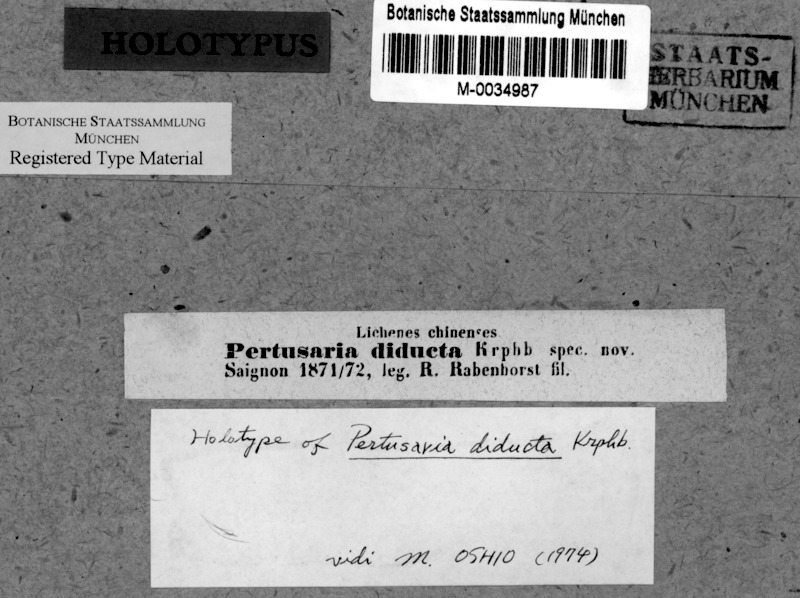 HOLOTYPUS
Botanische Staatssammlung München
M-0034987
STAATS-
HERBARIUM
MÜNCHEN
BOTANISCHE STAATSSAMMLUNG
MÜNCHEN
Registered Type Material
Lichenes chinenses
Pertusaria diducta Krphb spec. nov.
Saignon 1871/72, leg. R. Rabenhorst fil.
Holotype of Pertusaria diducta Krphb.
vidi M. OSHIO (1974)